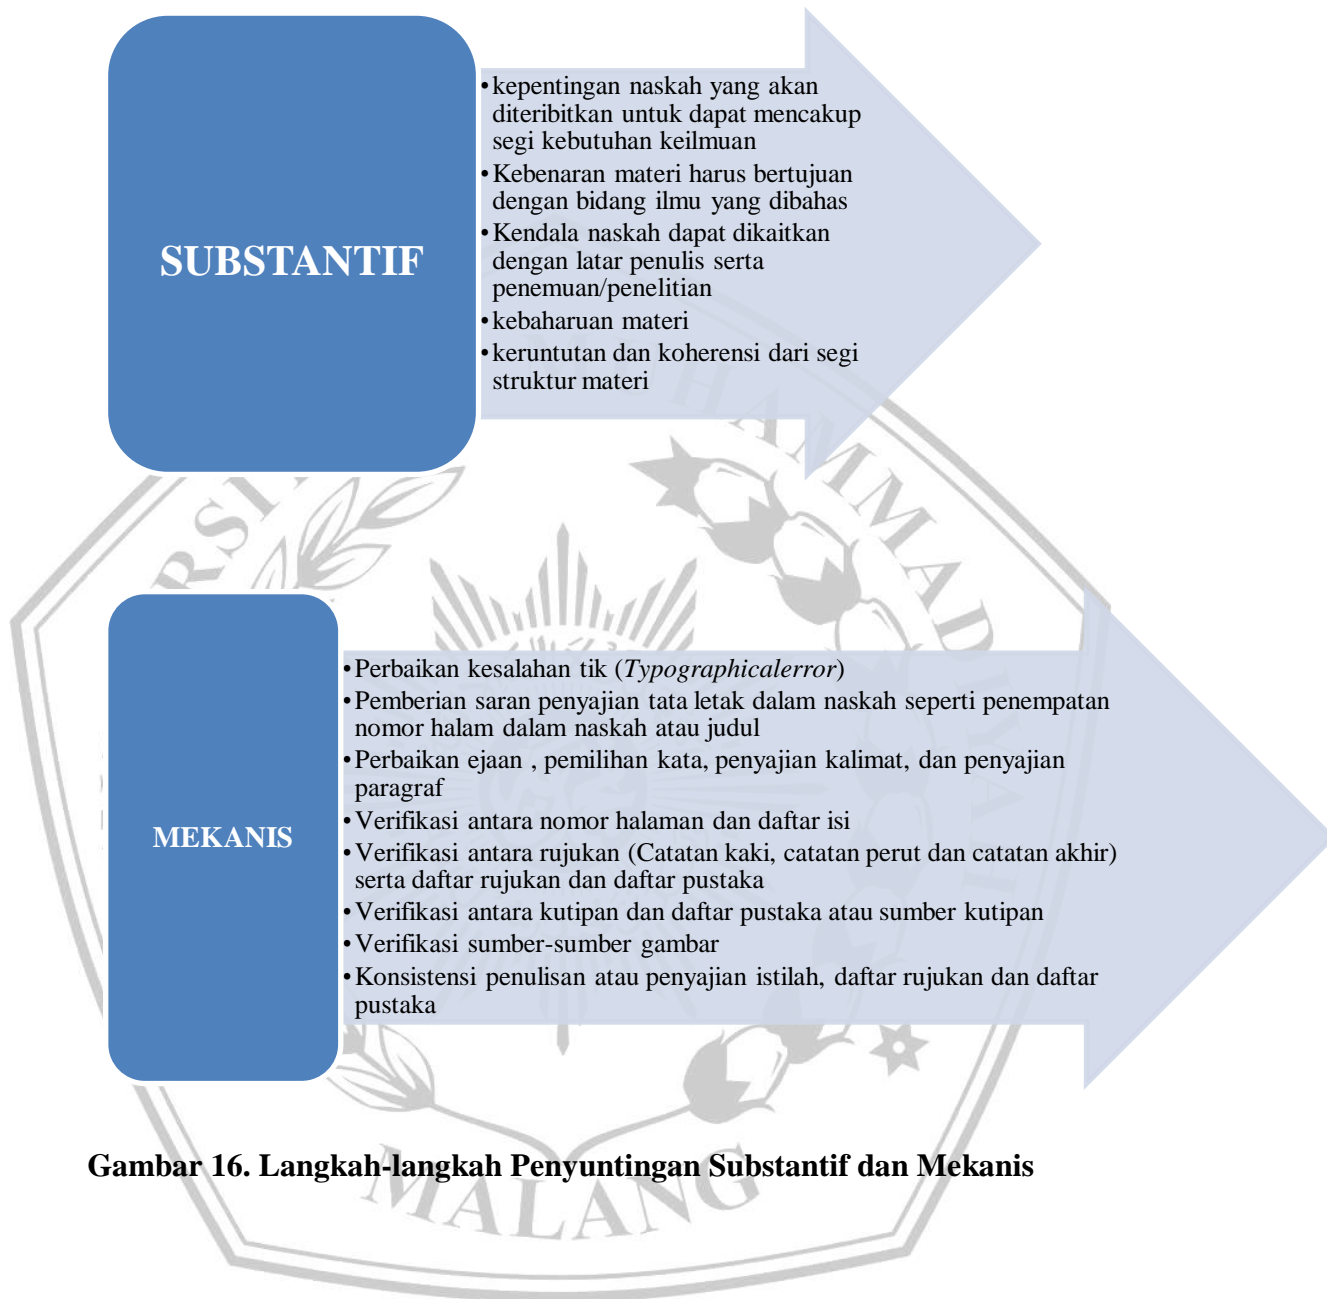 SUBSTANTIF
•kepentingan naskah yang akan
diteribitkan untuk dapat mencakup
segi kebutuhan keilmuan
•Kebenaran materi harus bertujuan
dengan bidang ilmu yang dibahas
•Kendala naskah dapat dikaitkan
dengan latar penulis serta
penemuan/penelitian
•kebaharuan materi
•keruntutan dan koherensi dari segi
struktur materi
MEKANIS
•Perbaikan kesalahan tik (Typographicalerror)
•Pemberian saran penyajian tata letak dalam naskah seperti penempatan
nomor halam dalam naskah atau judul
•Perbaikan ejaan , pemilihan kata, penyajian kalimat, dan penyajian
paragraf
•Verifikasi antara nomor halaman dan daftar isi
•Verifikasi antara rujukan (Catatan kaki, catatan perut dan catatan akhir)
serta daftar rujukan dan daftar pustaka
•Verifikasi antara kutipan dan daftar pustaka atau sumber kutipan
•Verifikasi sumber-sumber gambar
•Konsistensi penulisan atau penyajian istilah, daftar rujukan dan daftar
pustaka
Gambar 16. Langkah-langkah Penyuntingan Substantif dan Mekanis
MALANG